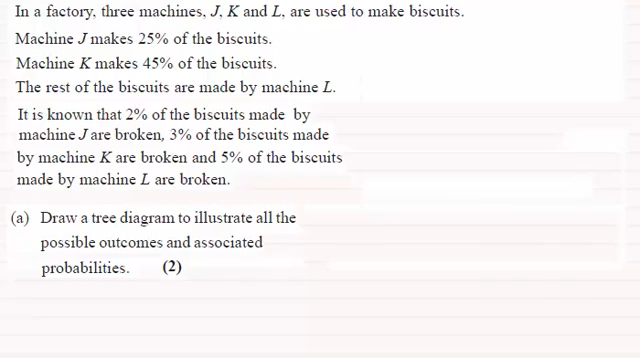 In a factory, three machines, J, K and L, are used to make biscuits.
Machine J makes 25% of the biscuits.
Machine K makes 45% of the biscuits.
The rest of the biscuits are made by machine L.
It is known that 2% of the biscuits made by
machine J are broken, 3% of the biscuits made
by machine K are broken and 5% of the biscuits
made by machine L are broken.
(a) Draw a tree diagram to illustrate all the
possible outcomes and associated
probabilities. (2)